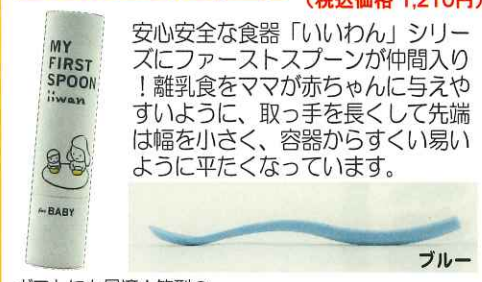 (税込価格 1,210円)
MY
FIRST
SPOON
iiwan
for BABY
安心安全な食器「いいわん」シリー
ズにファーストスプーンが仲間入り
！離乳食をママが赤ちゃんに与えや
すいように、取っ手を長くして先端
は幅を小さく、容器からすくい易い
ように平たくなっています。
ブルー